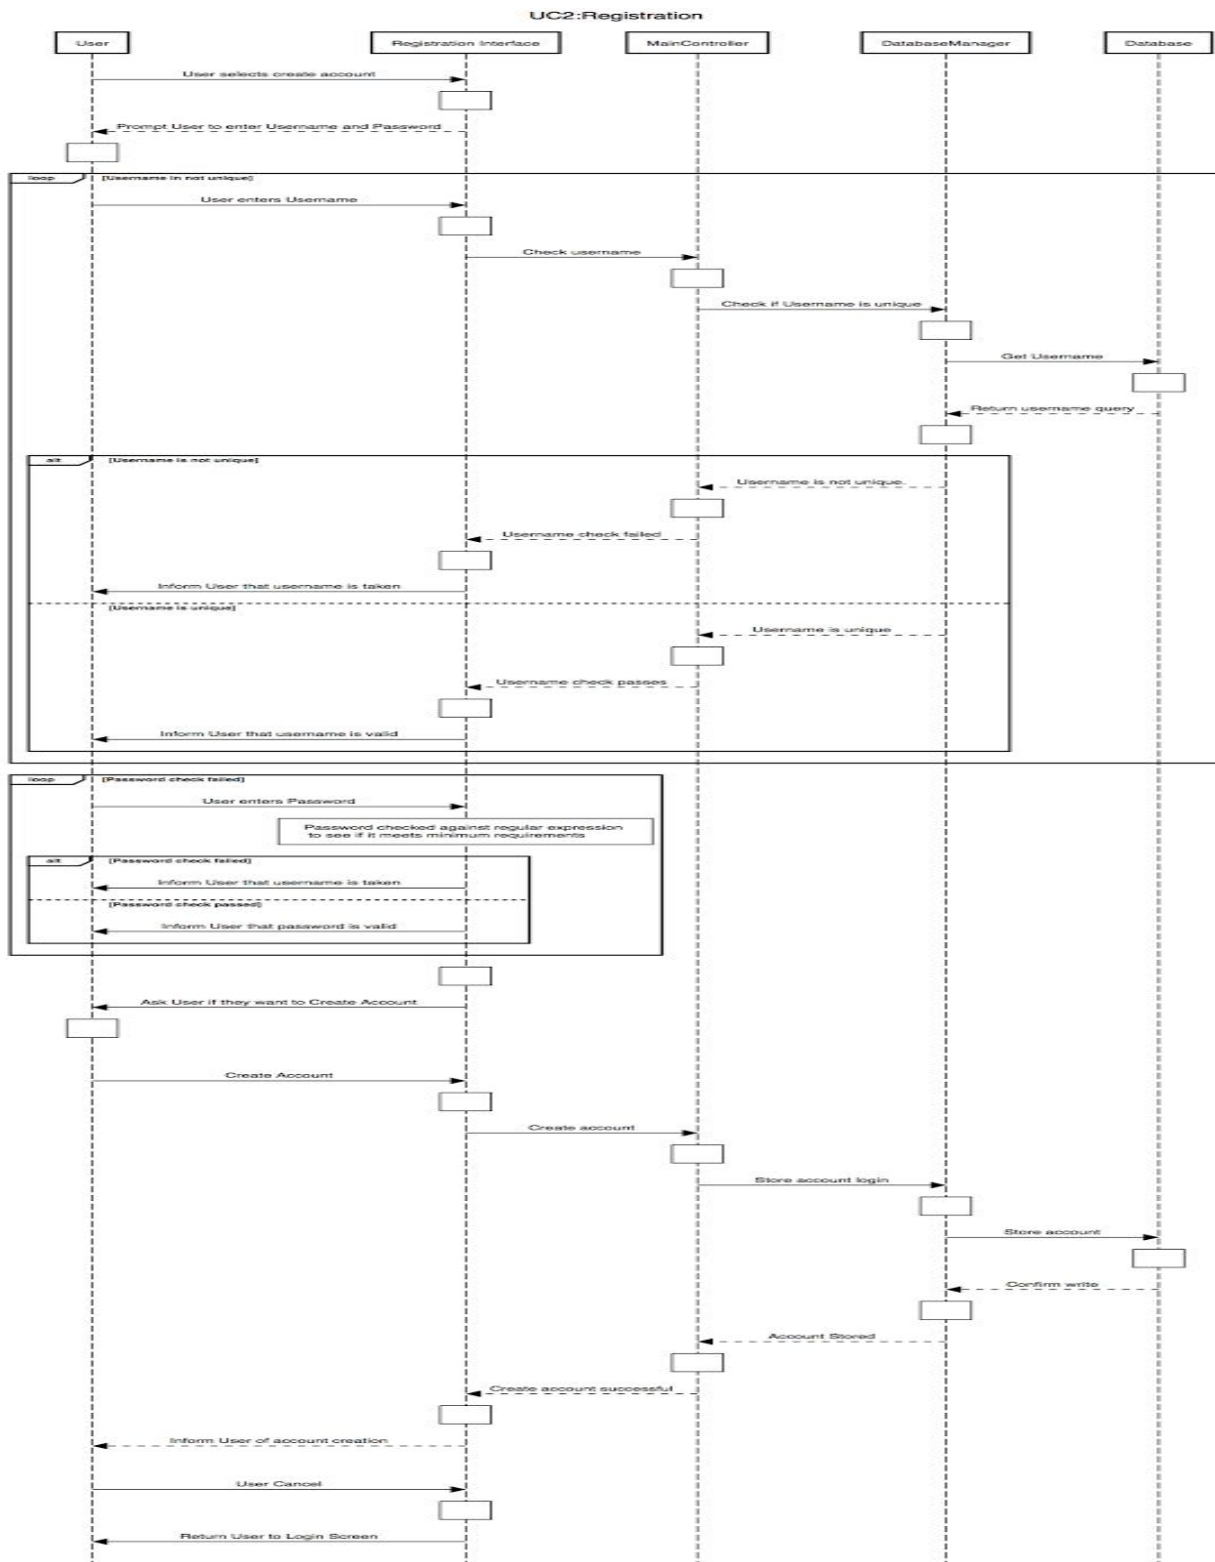 UC2:Registration
User
Registration Interface
MainController
DatabaseManager
Database
User selects create account
Prompt User to enter Username and Password
loop
[Username in not unique]
User enters Username
Check username
Check if Username is unique
Get Username
Return username query
alt
[Username is not unique]
Username is not unique.
Username check failed
Inform User that username is taken
[Username is unique]
Username is unique
Username check passes
Inform User that username is valid
loop
[Password check failed]
User enters Password
Password checked against regular expression
to see if it meets minimum requirements
alt
[Password check failed]
Inform User that username is taken
[Password check passed]
Inform User that password is valid
Ask User if they want to Create Account
Create Account
Create account
Store account login
Store account
Confirm write
Account Stored
Create account successful
Inform User of account creation
User Cancel
Return User to Login Screen